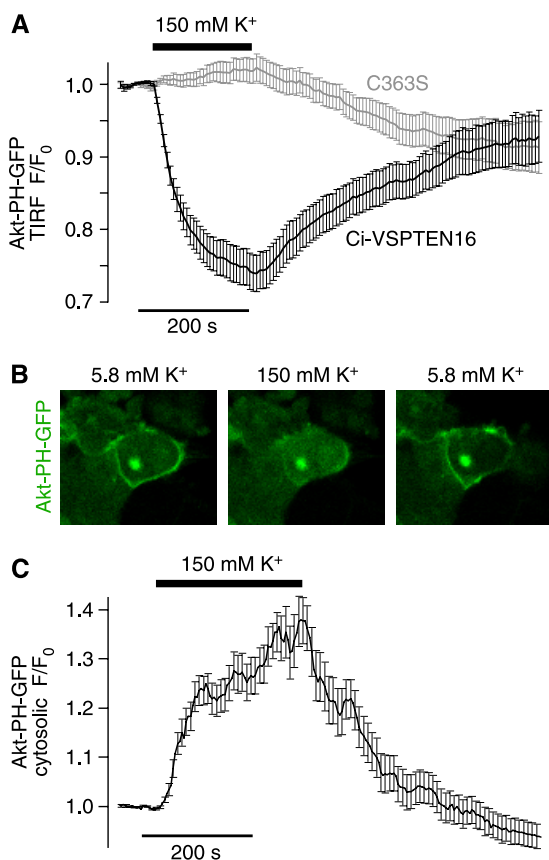 A
150 mM K⁺
C363S
1.0
0.9
0.8
0.7
Akt-PH-GFP
TIRF F/F₀
Ci-VSPTEN16
200 s
B
5.8 mM K⁺ 150 mM K⁺ 5.8 mM K⁺
Akt-PH-GFP
C
150 mM K⁺
1.4
1.3
1.2
1.1
1.0
Akt-PH-GFP
cytosolic F/F₀
200 s